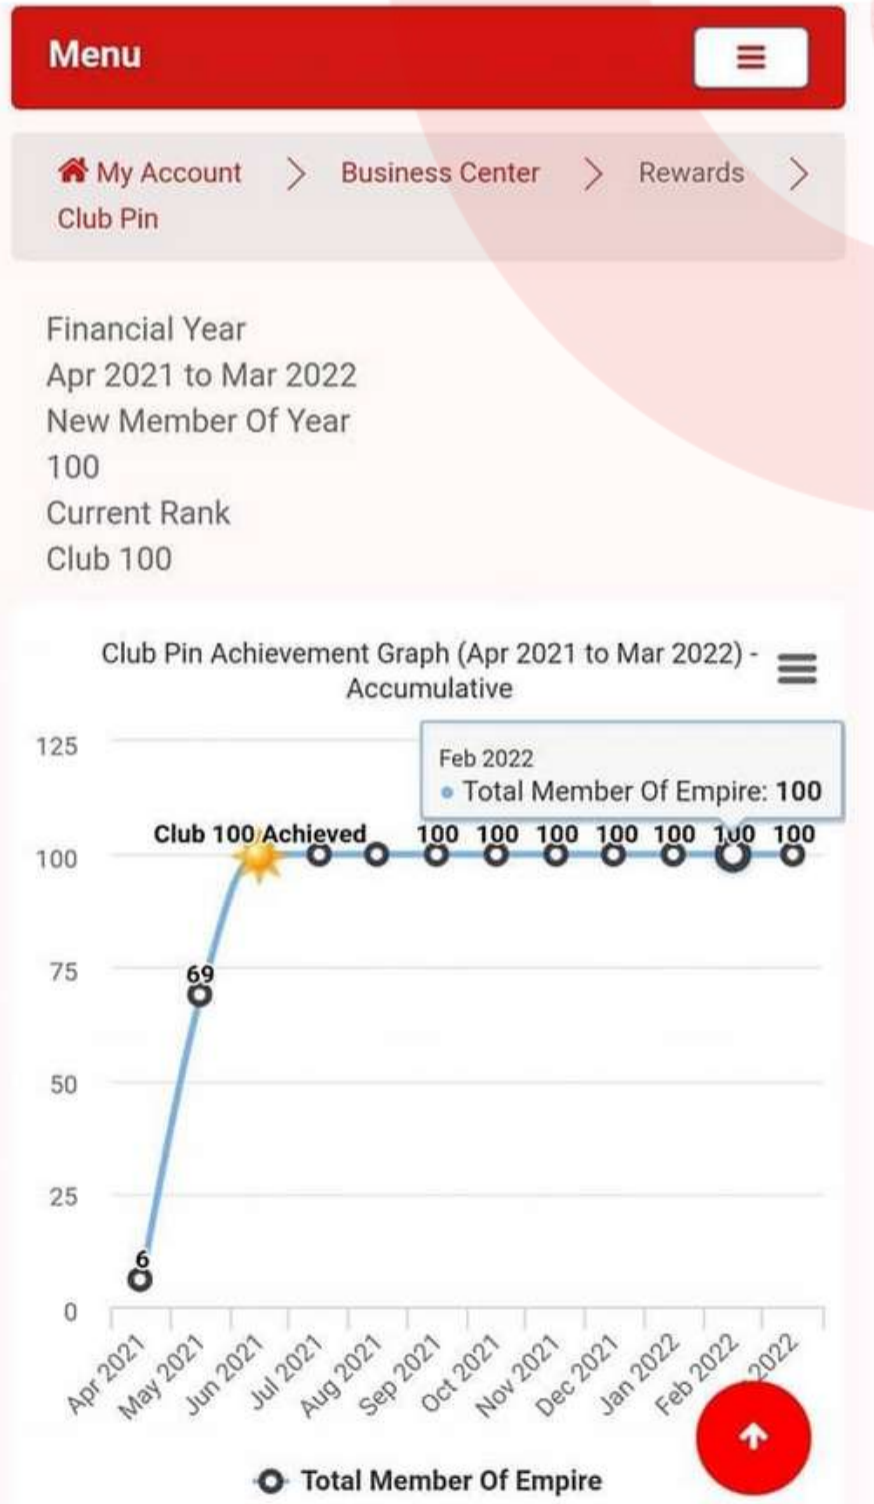 Menu
My Account > Business Center > Rewards >
Club Pin
Financial Year
Apr 2021 to Mar 2022
New Member Of Year
100
Current Rank
Club 100
Club Pin Achievement Graph (Apr 2021 to Mar 2022) -
Accumulative
125
Feb 2022
Total Member Of Empire: 100
Club 100 Achieved 100 100 100 100 100 100 100
100
69
75
50
25
6
0
Apr 2021 May 2021 Jun 2021 Jul 2021 Aug 2021 Sep 2021 Oct 2021 Nov 2021 Dec 2021 Jan 2022 Feb 2022 2022
Total Member Of Empire